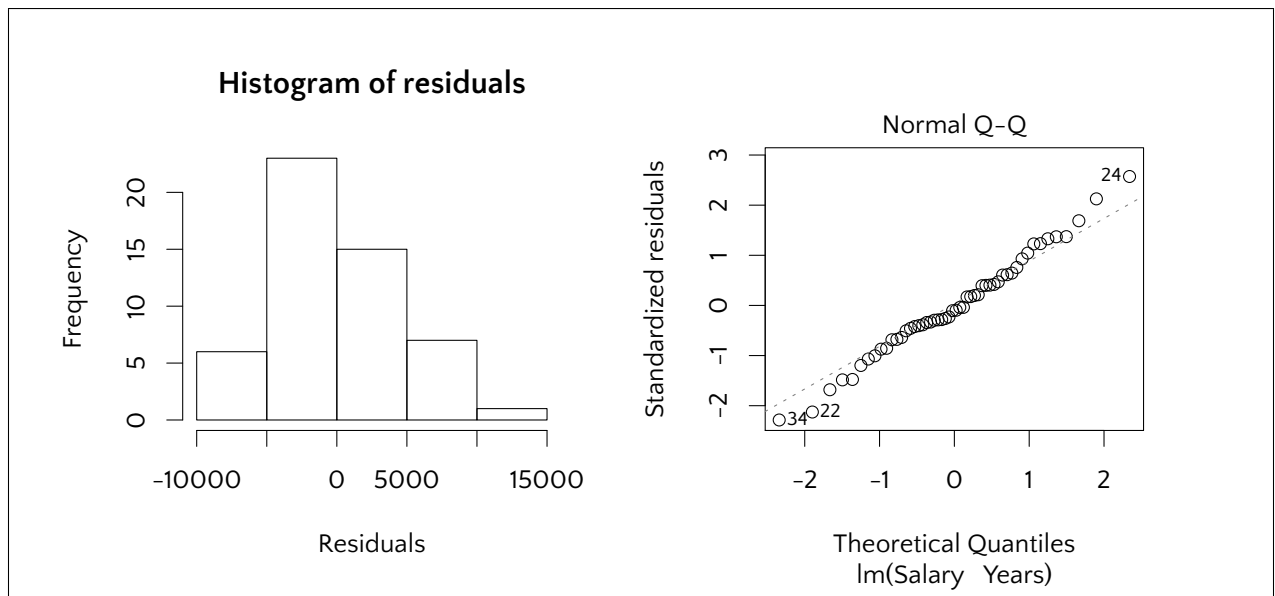 Histogram of residuals
Frequency
0 5 10 15 20
-10000 0 5000 15000
Residuals
Normal Q-Q
Standardized residuals
-2 -1 0 1 2 3
24
34 22
-2 -1 0 1 2
Theoretical Quantiles
lm(Salary Years)